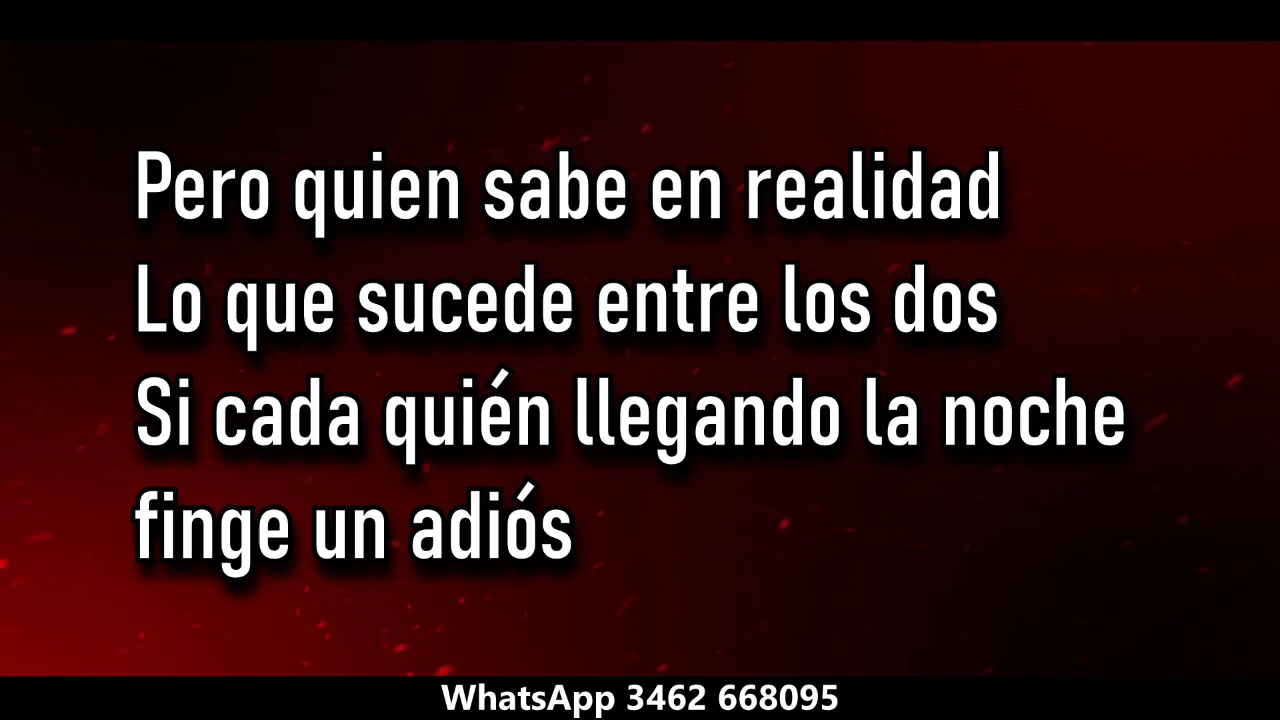 Pero quien sabe en realidad
Lo que sucede entre los dos
Si cada quién llegando la noche
finge un adiós
WhatsApp 3462 668095